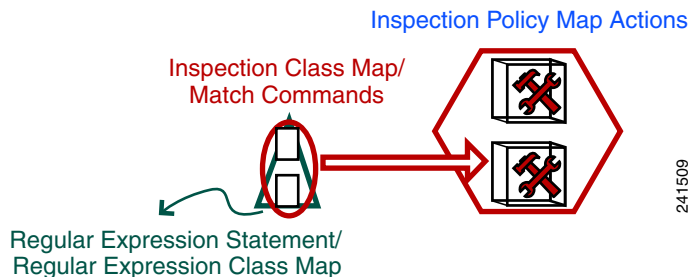 Inspection Policy Map Actions
Inspection Class Map/
Match Commands
241509
Regular Expression Statement/
Regular Expression Class Map